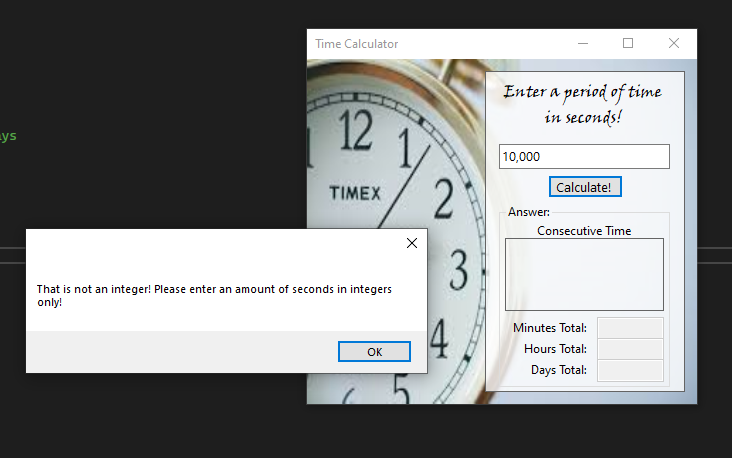 Time Calculator
ays
Enter a period of time
in seconds!
10,000
Calculate!
Answer:
Consecutive Time
Minutes Total:
Hours Total:
Days Total:
12
1
TIMEX
2
3
4
5
That is not an integer! Please enter an amount of seconds in integers
only!
OK